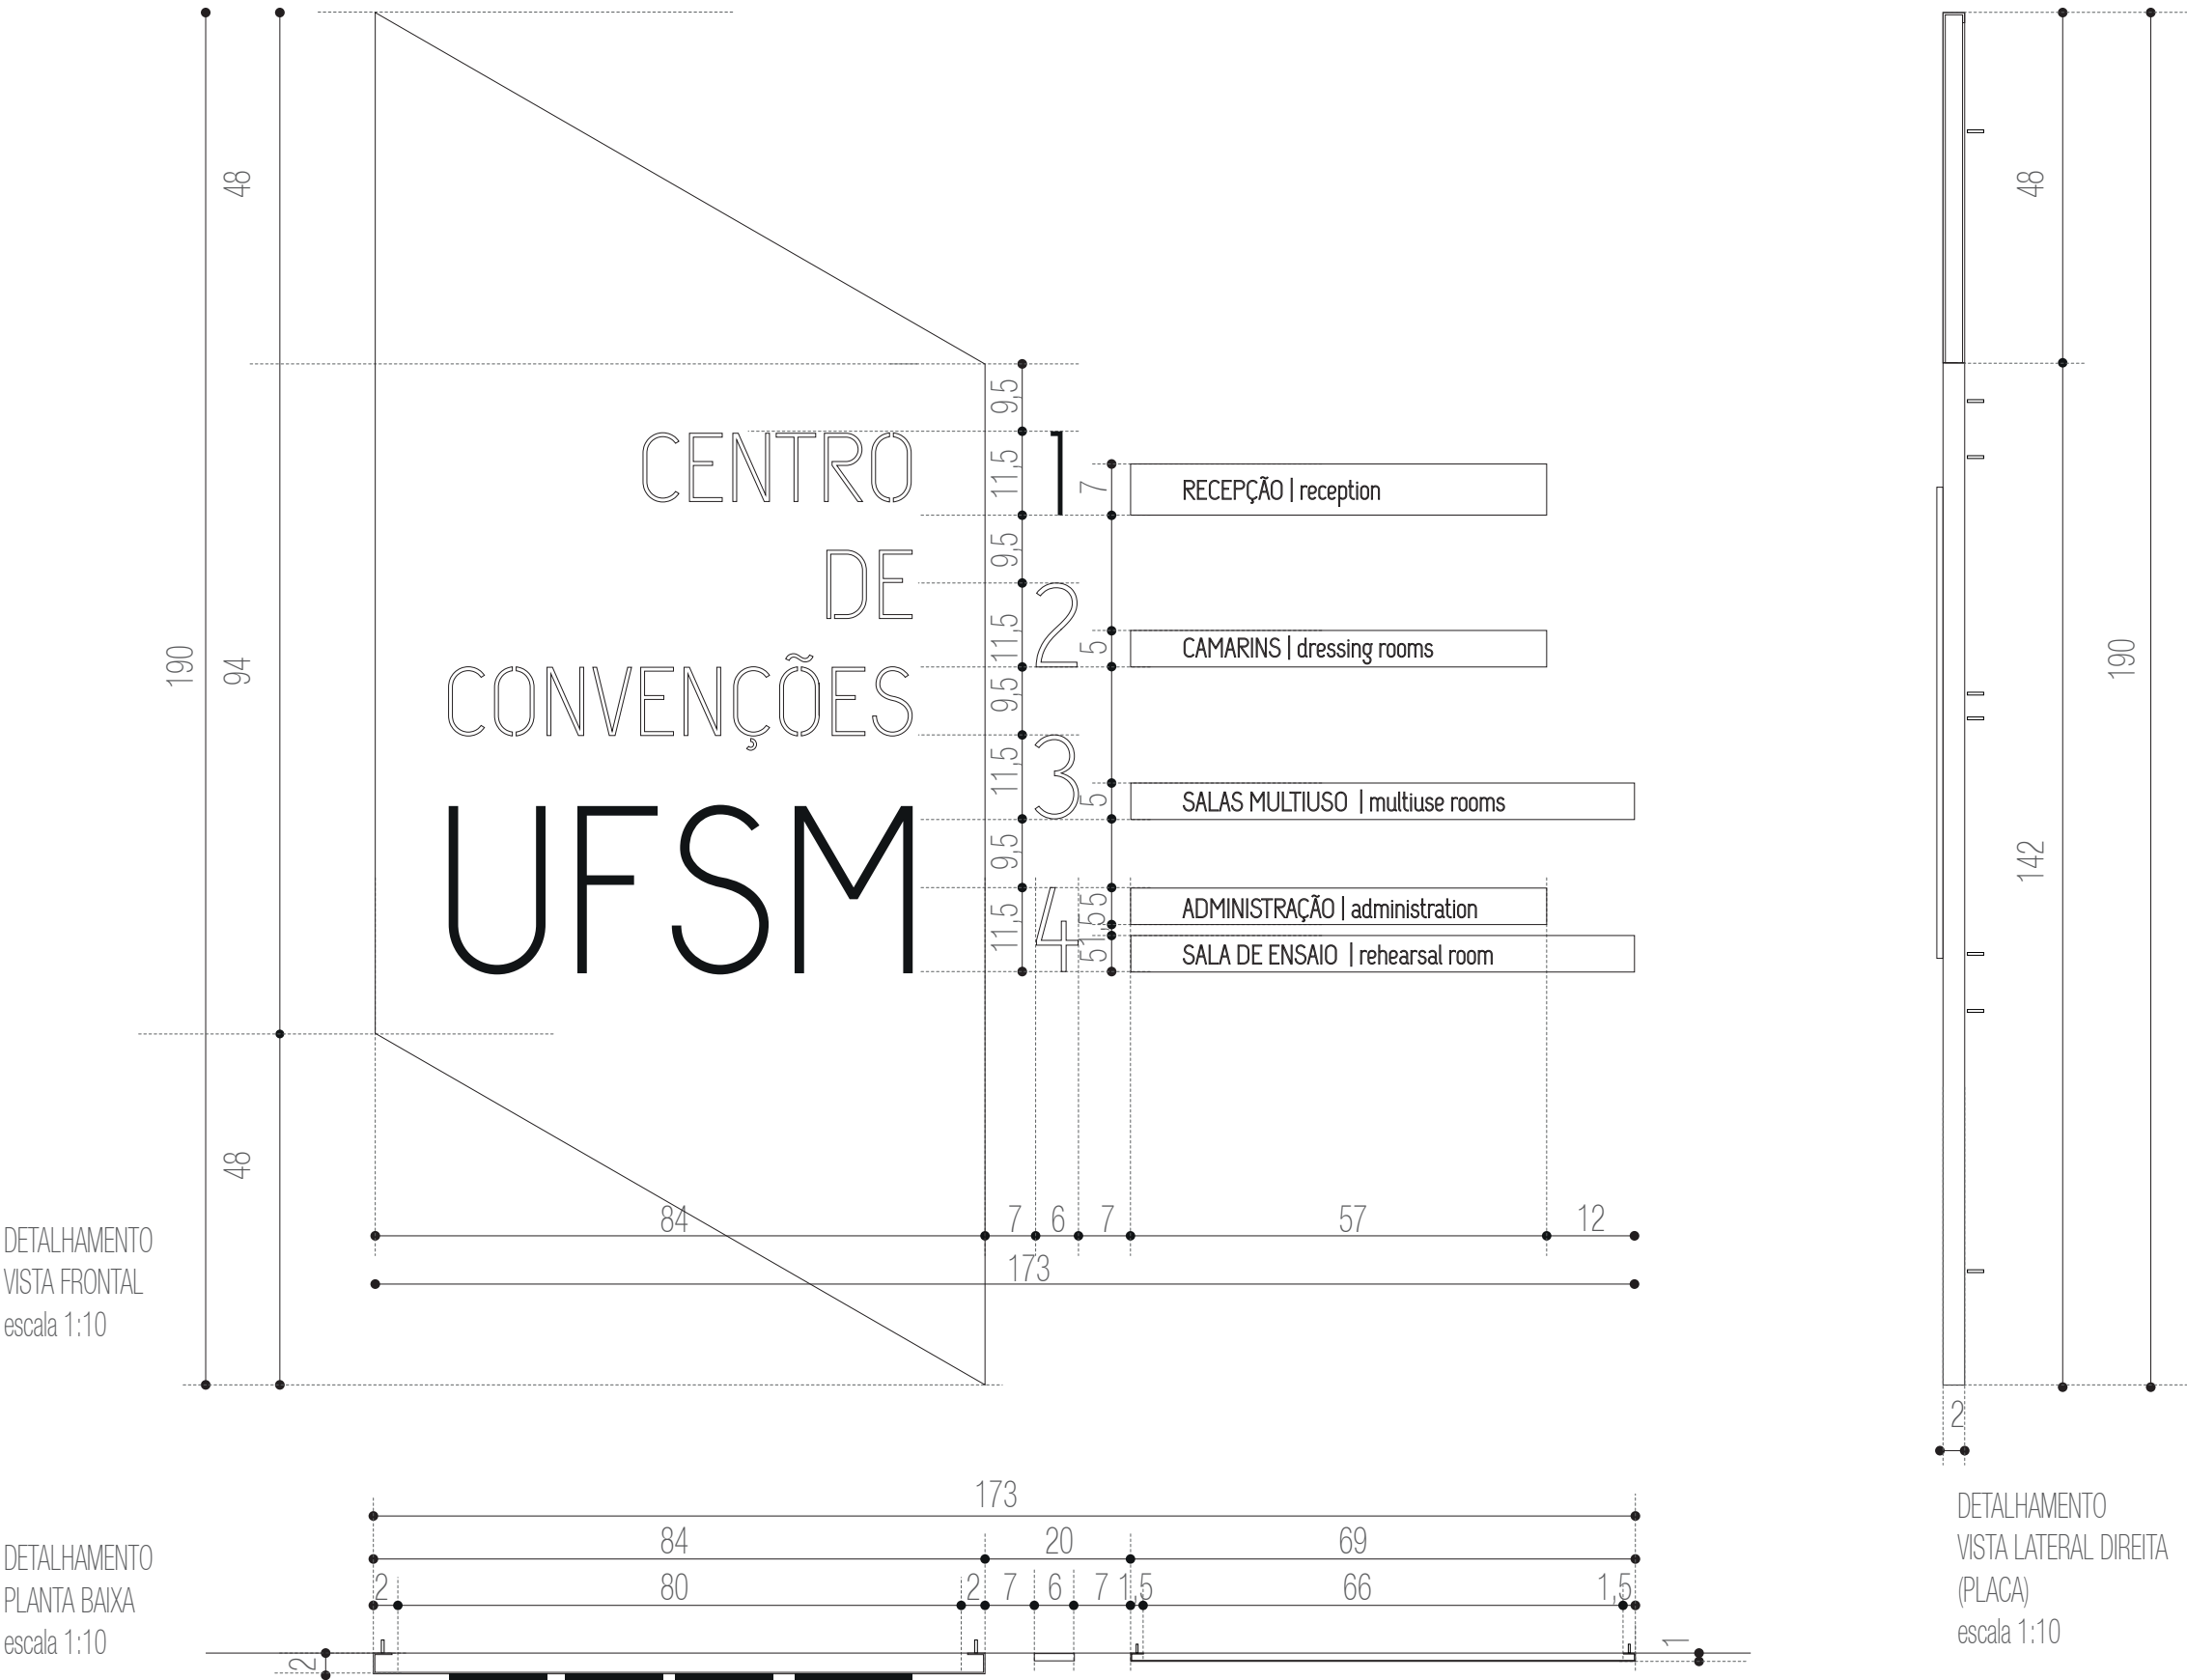 48
48
190
94
48
9,5
11,5
9,5
11,5
9,5
11,5
9,5
11,5
CENTRO
DE
CONVENÇÕES
UFSM
1
7
RECEPÇÃO | reception
2
5
CAMARINS | dressing rooms
3
5
SALAS MULTIUSO | multiuse rooms
4
5
1,5
5
ADMINISTRAÇÃO | administration
SALA DE ENSAIO | rehearsal room
84
7
6
7
57
12
173
DETALHAMENTO
VISTA FRONTAL
escala 1:10
48
190
142
2
DETALHAMENTO
VISTA LATERAL DIREITA
(PLACA)
escala 1:10
173
84
20
69
2
80
2
7
6
7
1,5
66
1,5
2
1
DETALHAMENTO
PLANTA BAIXA
escala 1:10